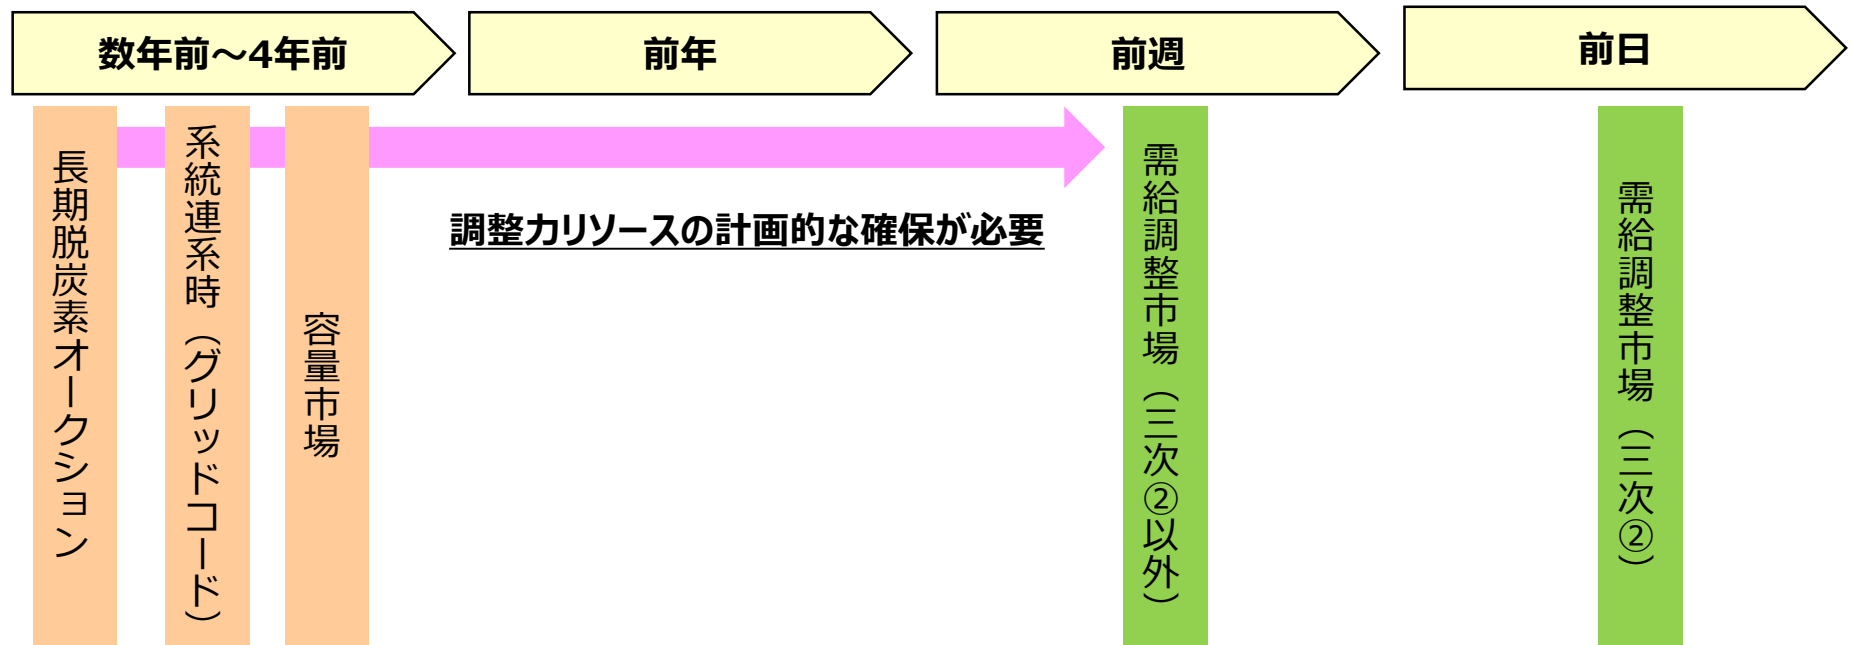 数年前～4年前
前年
前週
前日
長期脱炭素オークション
系統連系時（グリッドコード）
容量市場
調整力リソースの計画的な確保が必要
需給調整市場（三次②以外）
需給調整市場（三次②）